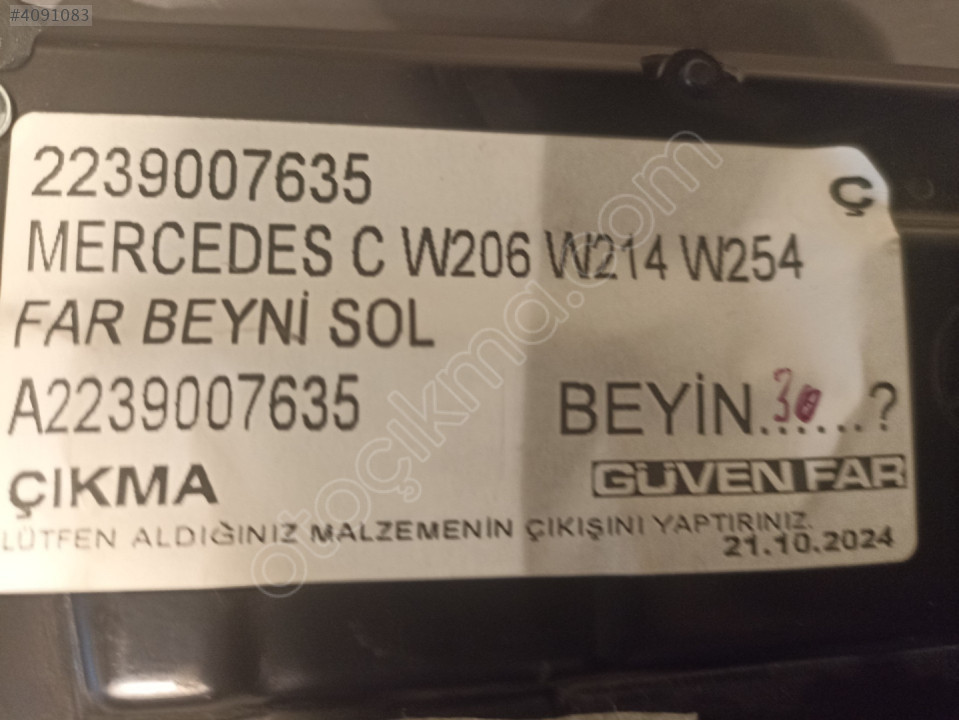 #4091083
2239007635
Ç
MERCEDES C W206 W214 W254
FAR BEYNİ SOL
A2239007635
BEYİN..30....?
ÇIKMA
GÜVEN FAR
LÜTFEN ALDIĞINIZ MALZEMENİN ÇIKIŞINI YAPTIRINIZ.
21.10.2024
otoçıkma.com